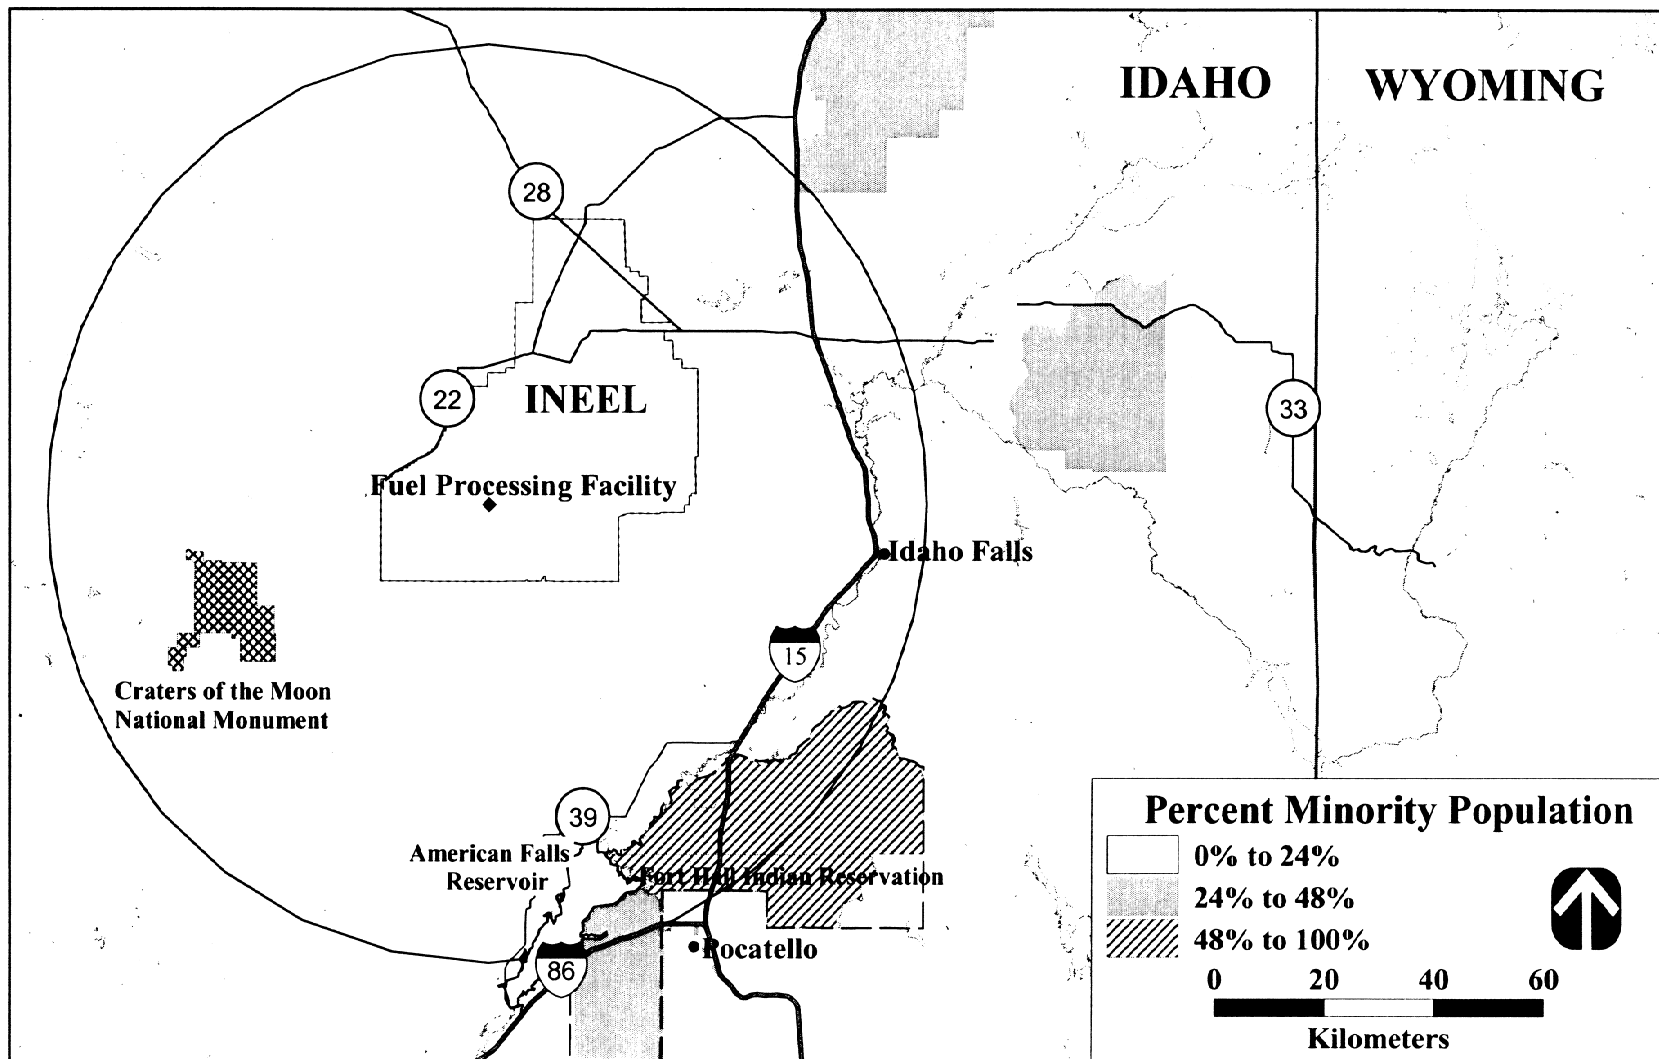 IDAHO
WYOMING
28
22
INEEL
33
Fuel Processing Facility
Idaho Falls
15
Craters of the Moon
National Monument
39
American Falls
Reservoir
Fort Hall Indian Reservation
Pocatello
86
Percent Minority Population
0% to 24%
24% to 48%
48% to 100%
0 20 40 60
Kilometers